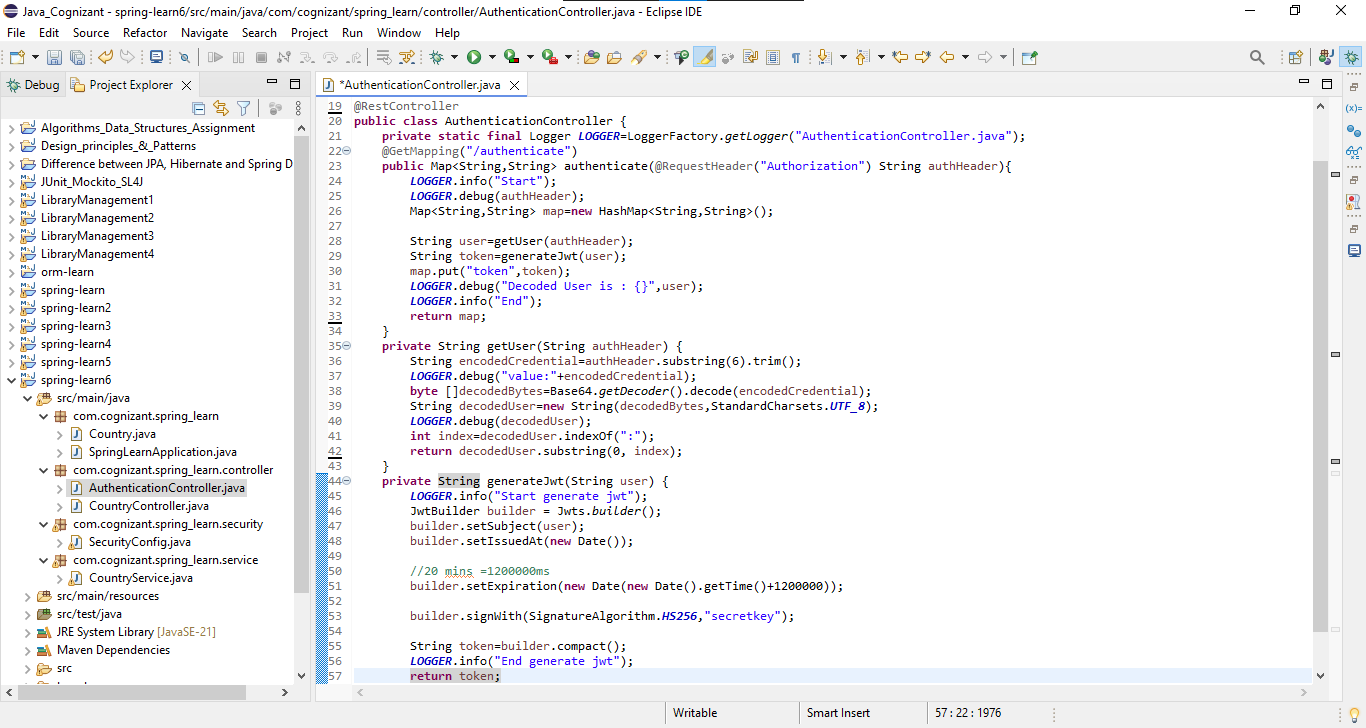 Java_Cognizant - spring-learn6/src/main/java/com/cognizant/spring_learn/controller/AuthenticationController.java - Eclipse IDE
File Edit Source Refactor Navigate Search Project Run Window Help
Debug Project Explorer
*AuthenticationController.java
Algorithms_Data_Structures_Assignment
Design_principles_&_Patterns
Difference between JPA, Hibernate and Spring D
JUnit_Mockito_SL4J
LibraryManagement1
LibraryManagement2
LibraryManagement3
LibraryManagement4
orm-learn
spring-learn
spring-learn2
spring-learn3
spring-learn4
spring-learn5
spring-learn6
src/main/java
com.cognizant.spring_learn
Country.java
SpringLearnApplication.java
com.cognizant.spring_learn.controller
AuthenticationController.java
CountryController.java
com.cognizant.spring_learn.security
SecurityConfig.java
com.cognizant.spring_learn.service
CountryService.java
src/main/resources
src/test/java
JRE System Library [JavaSE-21]
Maven Dependencies
src
19 @RestController
20 public class AuthenticationController {
21 private static final Logger LOGGER=LoggerFactory.getLogger("AuthenticationController.java");
22 @GetMapping("/authenticate")
23 public Map<String,String> authenticate(@RequestHeader("Authorization") String authHeader){
24 LOGGER.info("Start");
25 LOGGER.debug(authHeader);
26 Map<String,String> map=new HashMap<String,String>();
27
28 String user=getUser(authHeader);
29 String token=generateJwt(user);
30 map.put("token",token);
31 LOGGER.debug("Decoded User is : {}",user);
32 LOGGER.info("End");
33 return map;
34 }
35 private String getUser(String authHeader) {
36 String encodedCredential=authHeader.substring(6).trim();
37 LOGGER.debug("value:"+encodedCredential);
38 byte []decodedBytes=Base64.getDecoder().decode(encodedCredential);
39 String decodedUser=new String(decodedBytes,StandardCharsets.UTF_8);
40 LOGGER.debug(decodedUser);
41 int index=decodedUser.indexOf(":");
42 return decodedUser.substring(0, index);
43 }
44 private String generateJwt(String user) {
45 LOGGER.info("Start generate jwt");
46 JwtBuilder builder = Jwts.builder();
47 builder.setSubject(user);
48 builder.setIssuedAt(new Date());
49
50 //20 mins =1200000ms
51 builder.setExpiration(new Date(new Date().getTime()+1200000));
52
53 builder.signWith(SignatureAlgorithm.HS256,"secretkey");
54
55 String token=builder.compact();
56 LOGGER.info("End generate jwt");
57 return token;
Writable Smart Insert 57 : 22 : 1976